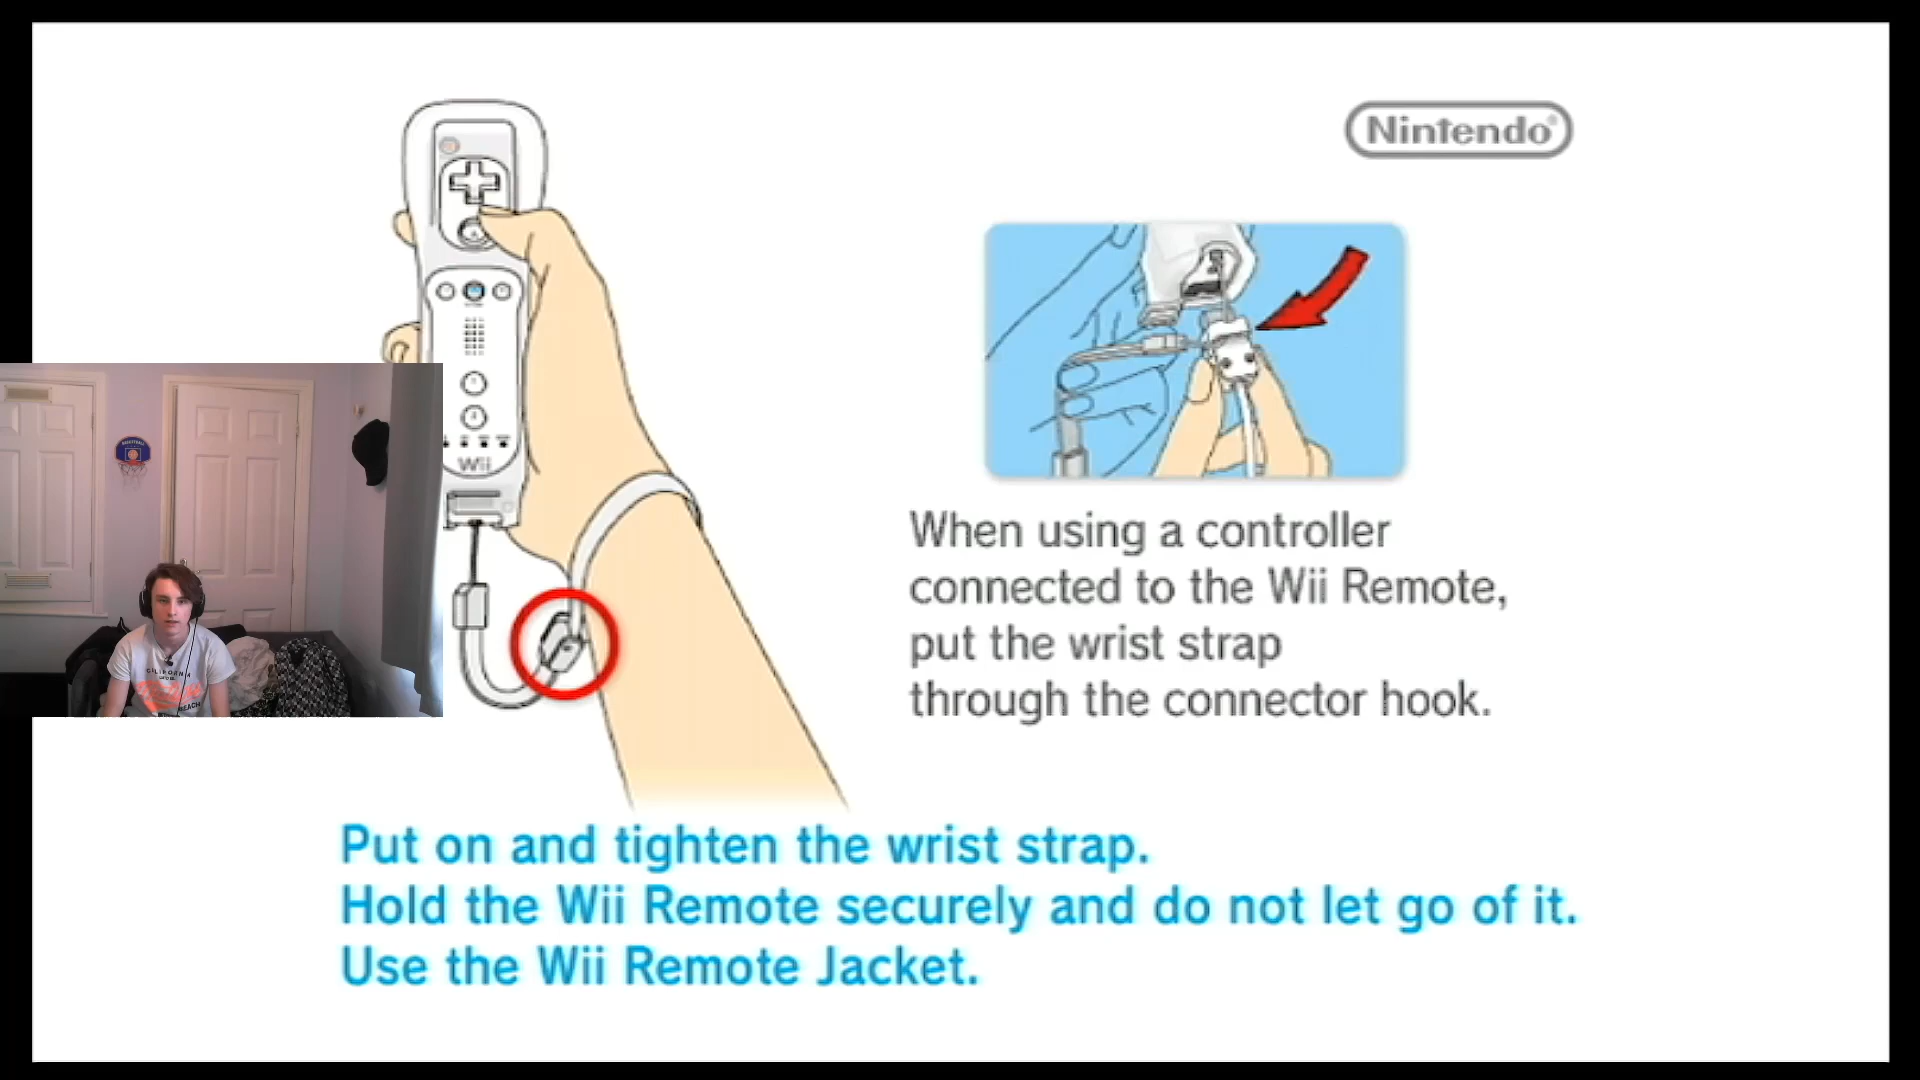 Nintendo®
Wii
When using a controller
connected to the Wii Remote,
put the wrist strap
through the connector hook.
CALIFORNIA
BEACH
Put on and tighten the wrist strap.
Hold the Wii Remote securely and do not let go of it.
Use the Wii Remote Jacket.